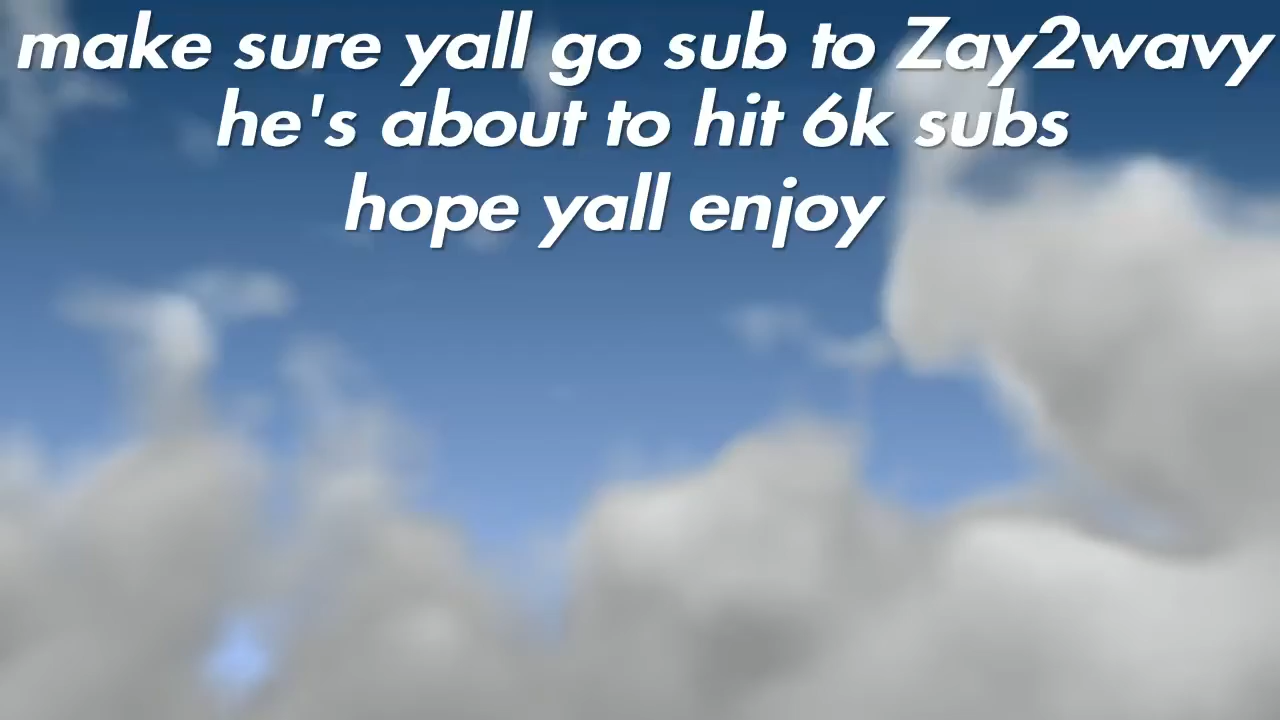 make sure yall go sub to Zay2wavy
he's about to hit 6k subs
hope yall enjoy